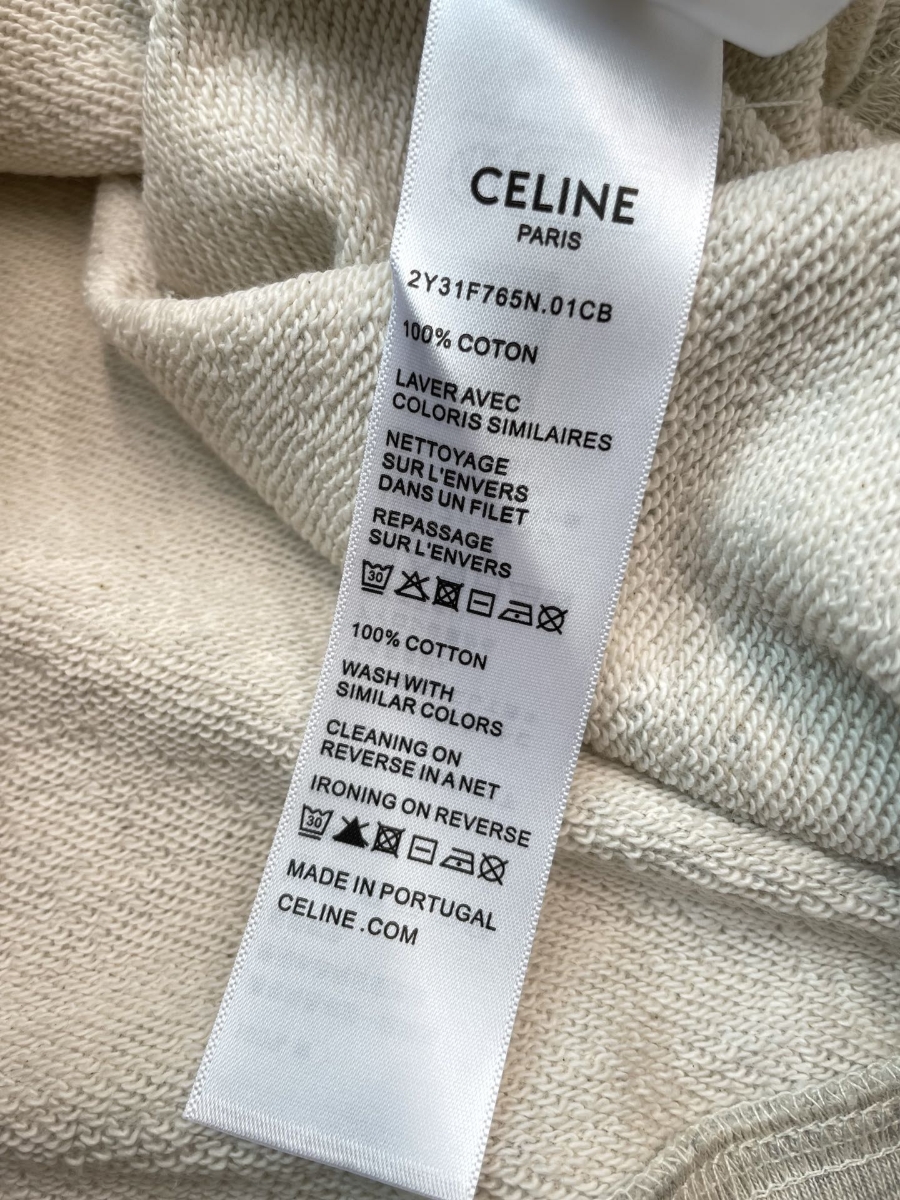 CELINE
PARIS
2Y31F765N.01CB
100% COTON
LAVER AVEC
COLORIS SIMILAIRES
NETTOYAGE
SUR L'ENVERS
DANS UN FILET
REPASSAGE
SUR L'ENVERS
30
100% COTTON
WASH WITH
SIMILAR COLORS
CLEANING ON
REVERSE IN A NET
IRONING ON REVERSE
30
MADE IN PORTUGAL
CELINE .COM